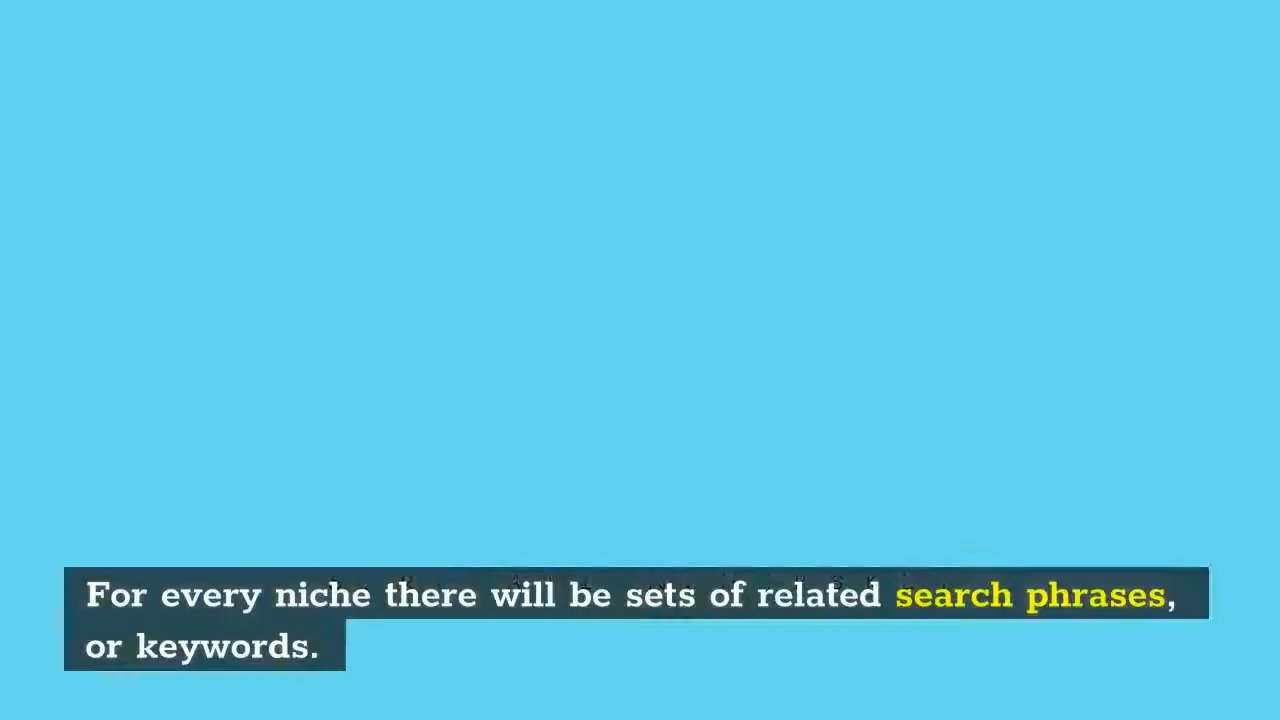 For every niche there will be sets of related search phrases,
or keywords.